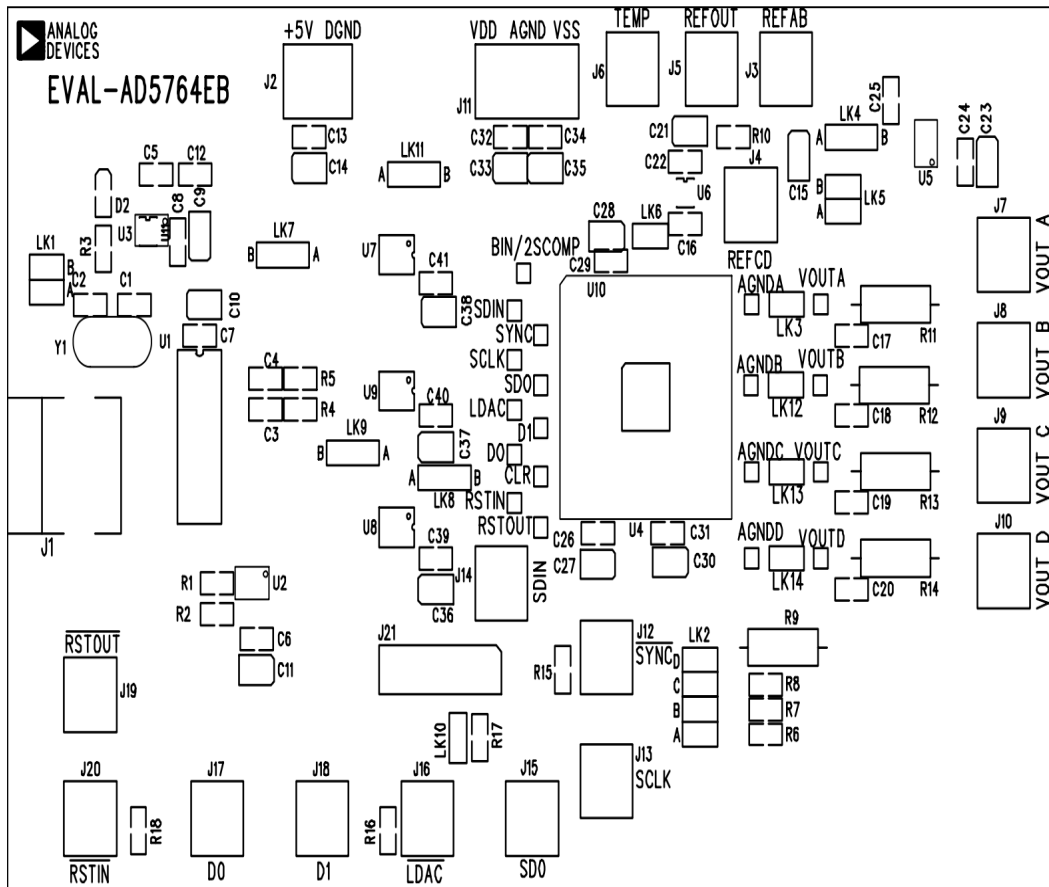 ANALOG
DEVICES
EVAL-AD5764EB
+5V DGND
J2
VDD AGND VSS
J11
TEMP
J6
REFOUT
J5
REFAB
J3
C25
LK4
A B
C24
C23
U5
C13
C14
LK11
A B
C32
C34
C33
C35
C21
R10
C22
U6
J4
C15
B
A
LK5
C5
C12
D2
U3
U11
C8
C9
R3
LK1
B
A
C2
C1
Y1
U1
C10
C7
LK7
B A
U7
C41
C38
C28
LK6
C16
C29
BIN/2SCOMP
U10
REFCD
J7
VOUT A
SDIN
SYNC
SCLK
SDO
LDAC
D1
DO
CLR
RSTIN
RSTOUT
AGNDA
VOUTA
LK3
R11
C17
J8
VOUT B
AGNDB
VOUTB
LK12
R12
C18
J9
VOUT C
AGNDC VOUTC
LK13
R13
C19
J10
VOUT D
AGNDD VOUTD
LK14
R14
C20
C4
R5
C3
R4
U9
C40
C37
LK9
B A
A B
LK8
U8
C39
C36
J1
J14
SDIN
C26
C27
U4
C31
C30
R1
U2
R2
C6
C11
RSTOUT
J19
J21
R15
J12
SYNC
LK2
D
C
B
A
R9
R8
R7
R6
LK10
R17
J13
SCLK
J20
RSTIN
R18
J17
D0
J18
D1
R16
J16
LDAC
J15
SDO